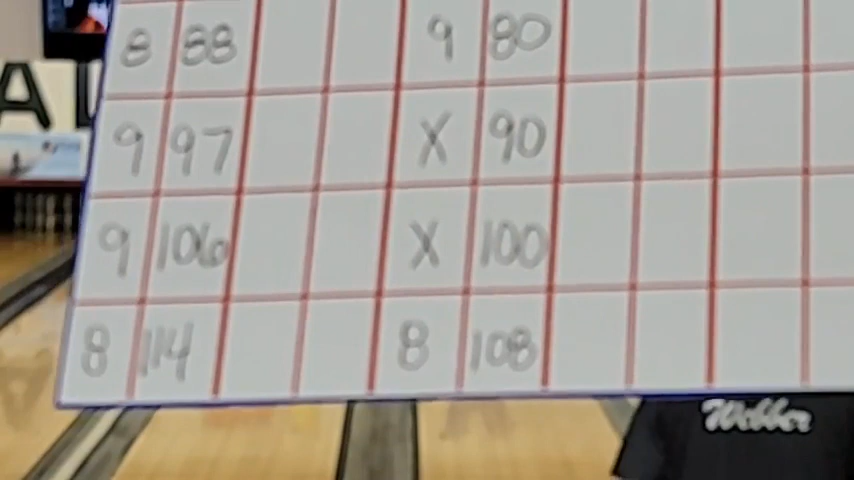 8 88 9 80
9 97 X 90
9 106 X 100
8 114 8 108
A
Webber